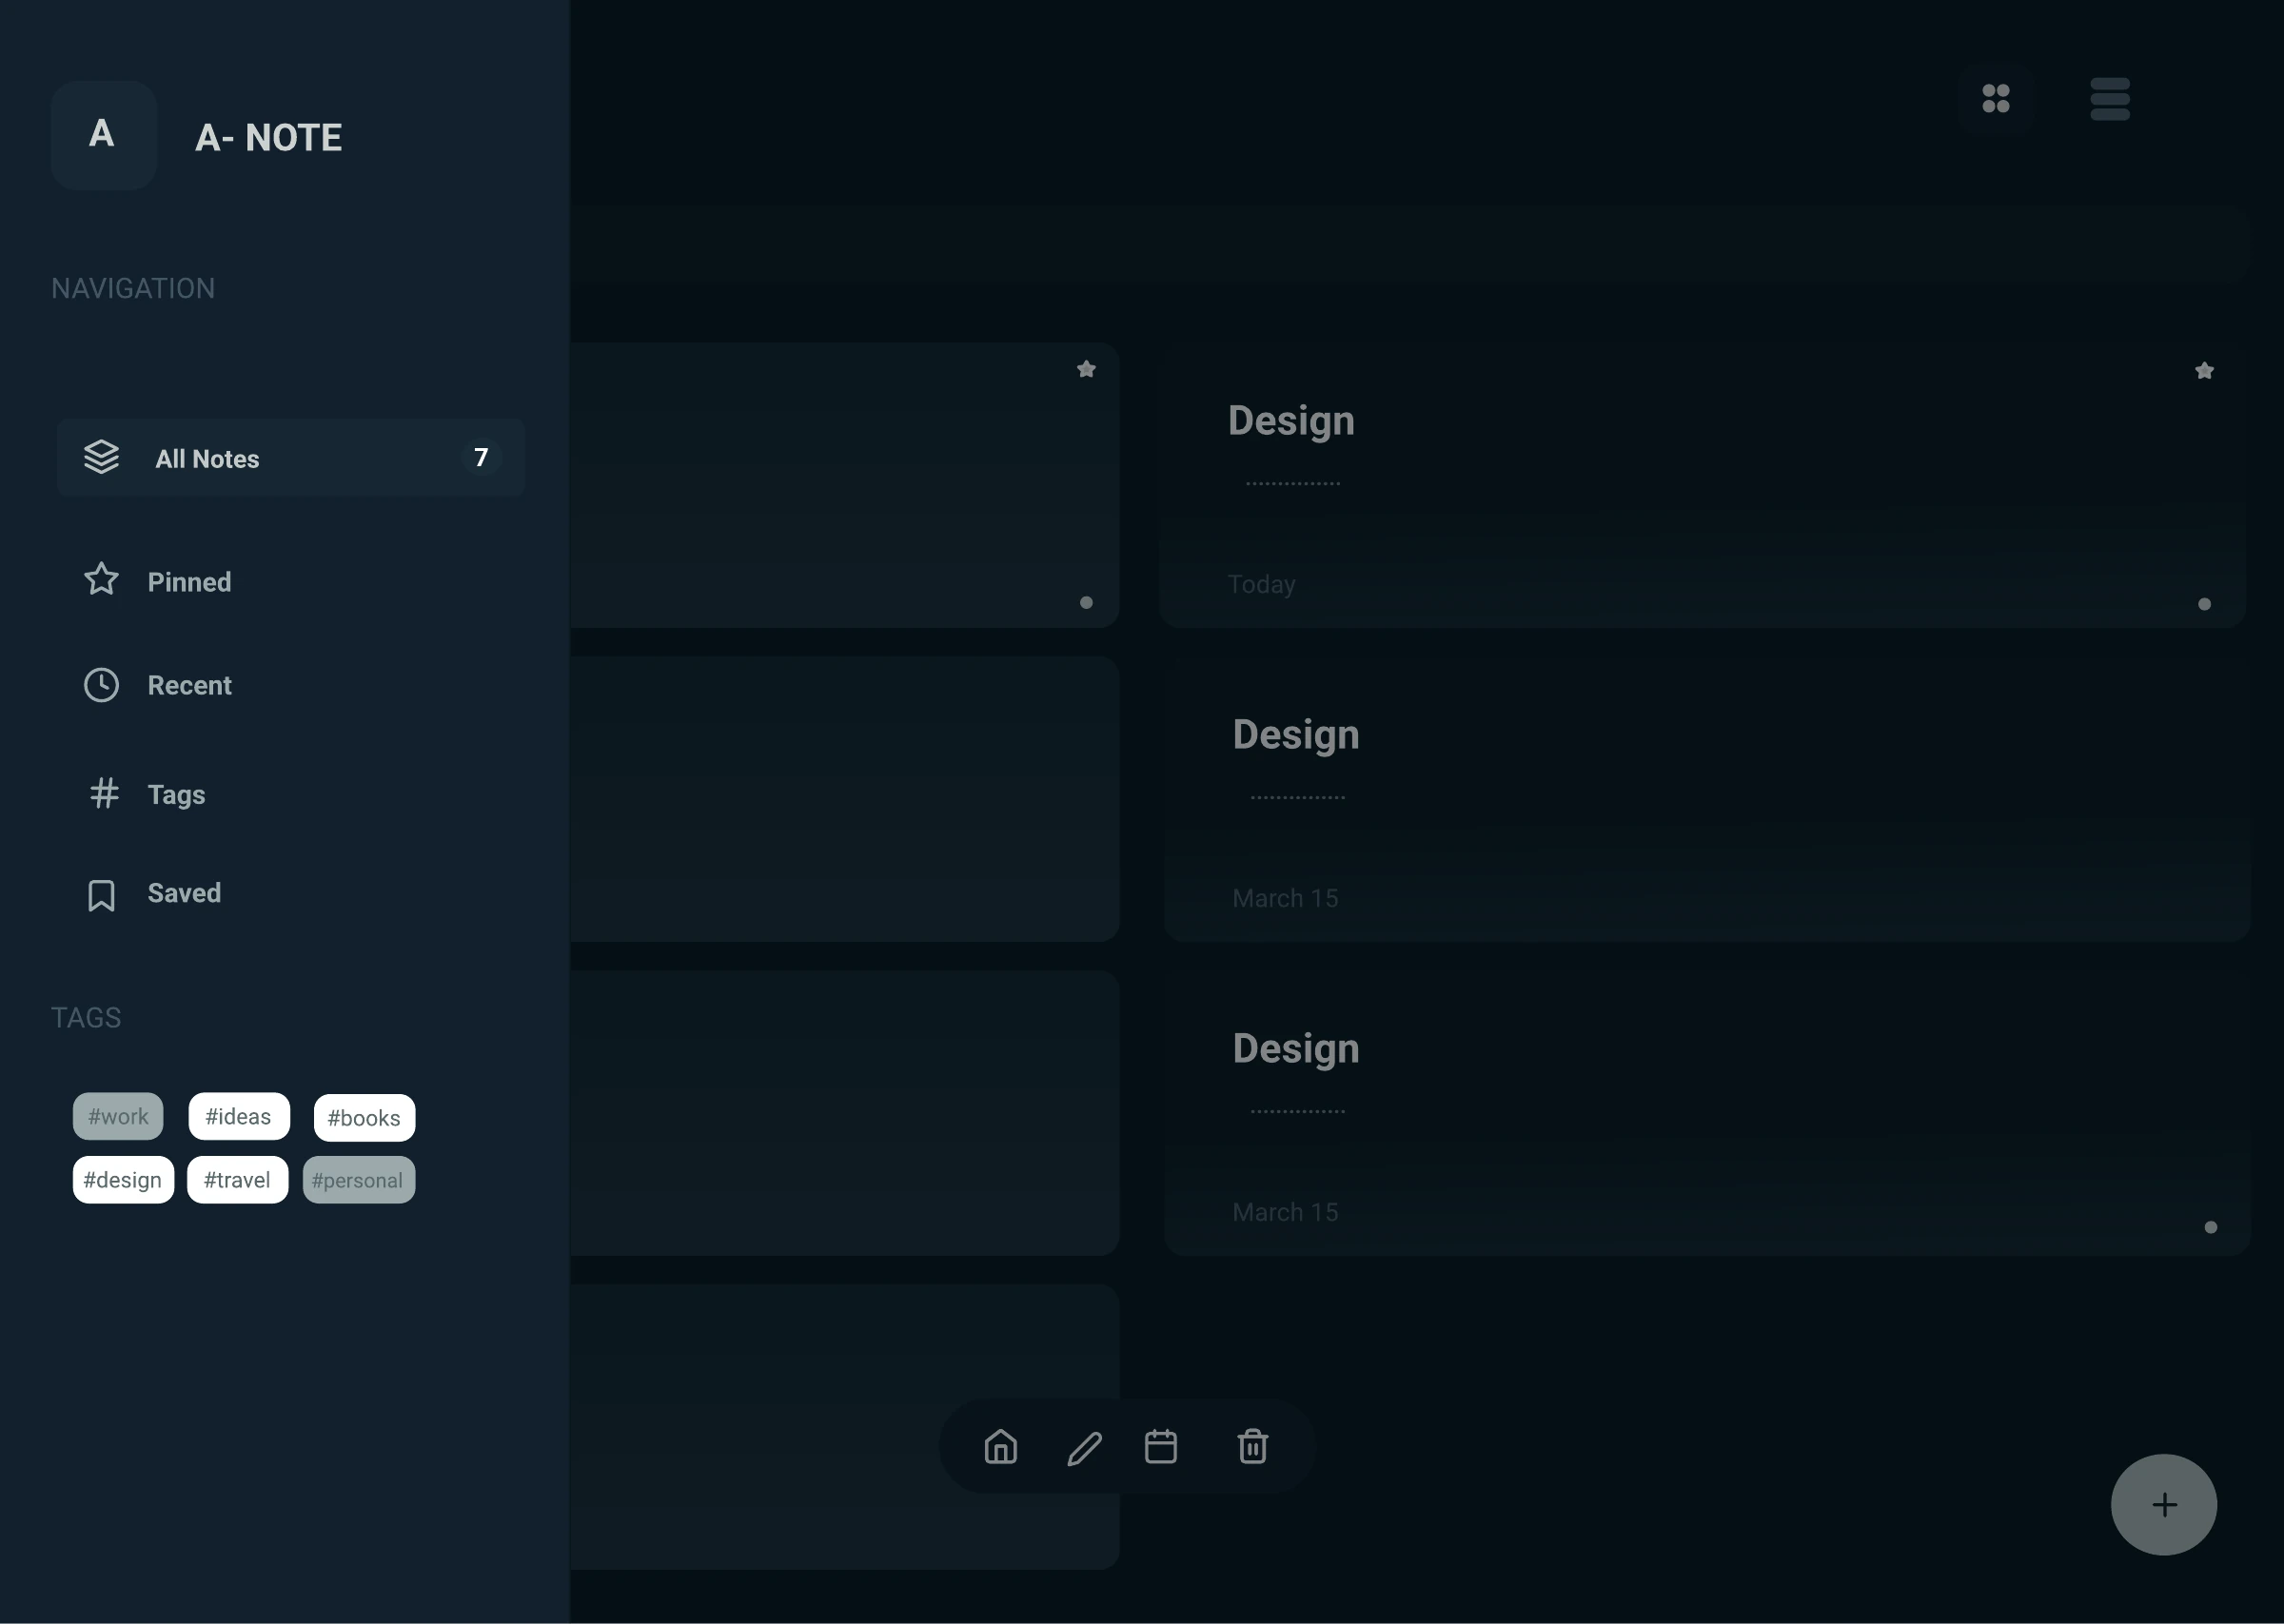 A
A- NOTE
NAVIGATION
All Notes 7
Pinned
Recent
Tags
Saved
TAGS
#work #ideas #books
#design #travel #personal
Design
...............
Today
Design
...............
March 15
Design
...............
March 15